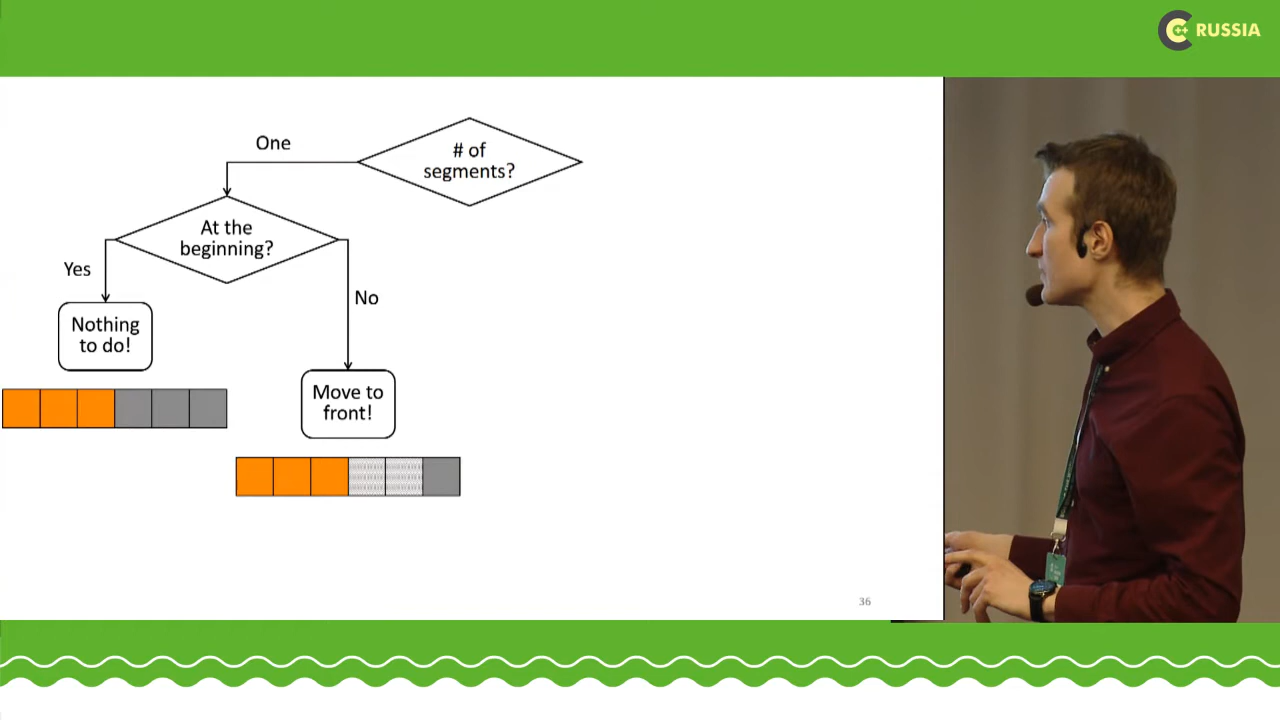 C++ RUSSIA
One
# of
segments?
At the
beginning?
Yes
No
Nothing
to do!
Move to
front!
36